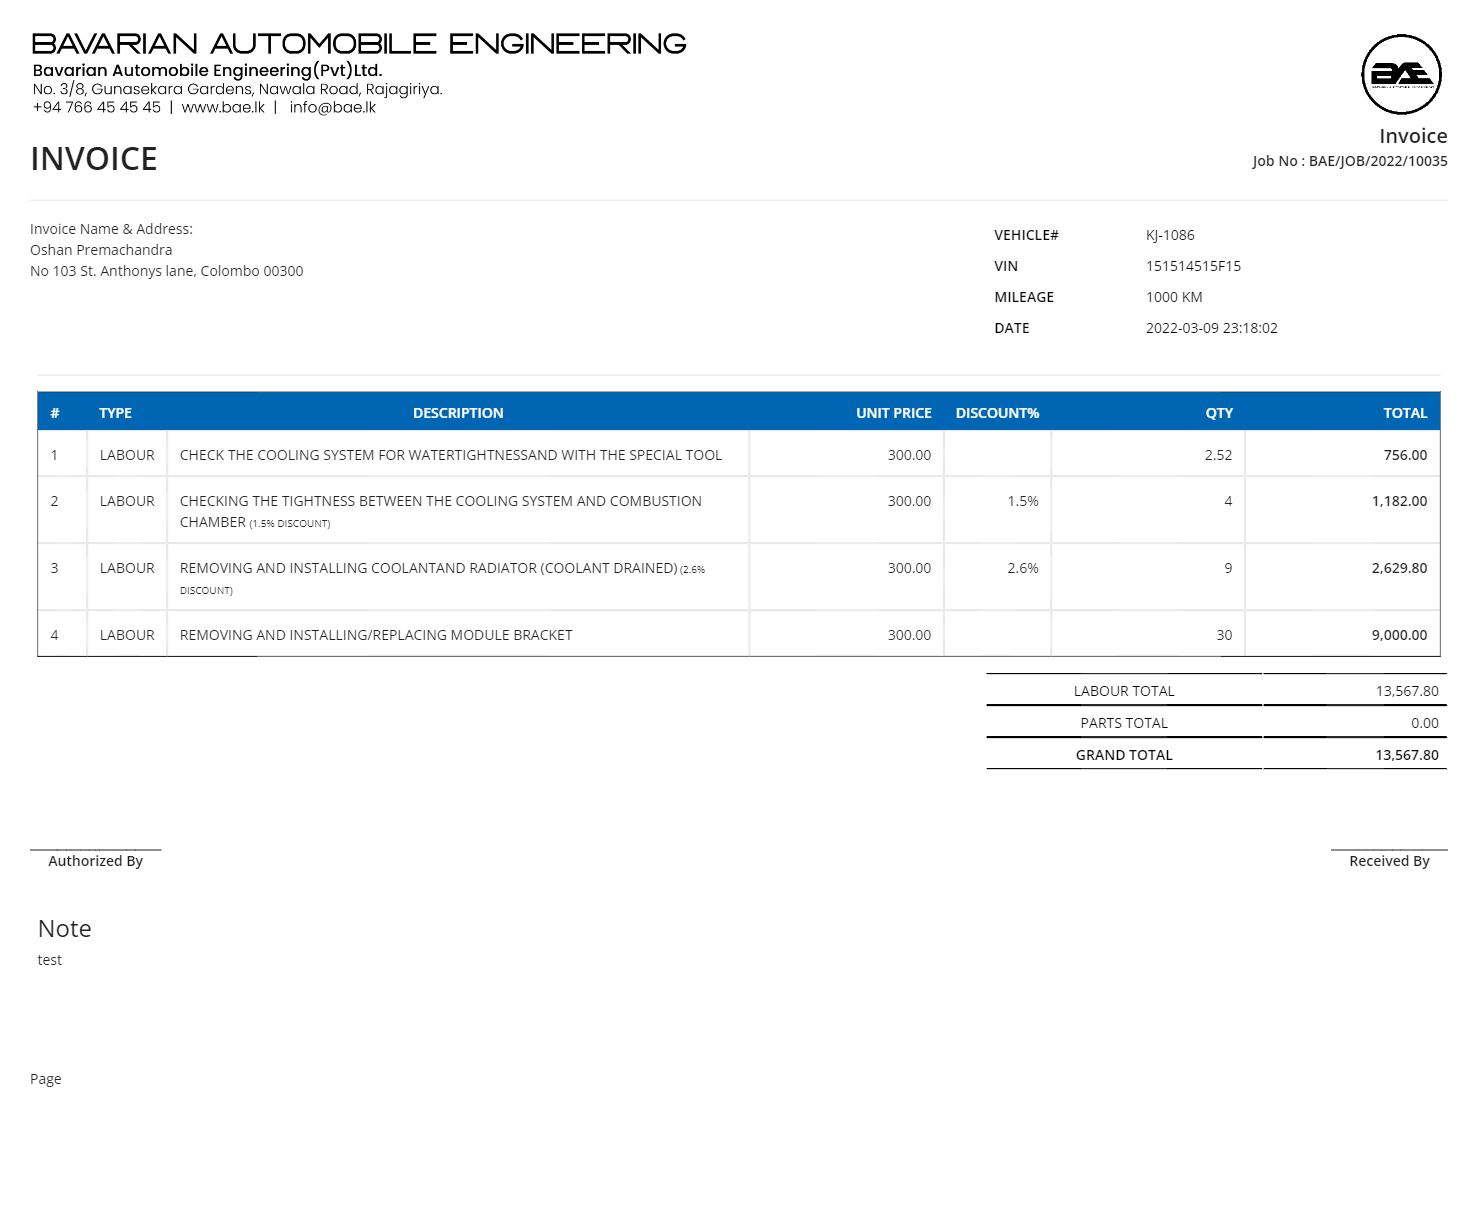 BAVARIAN AUTOMOBILE ENGINEERING
Bavarian Automobile Engineering(Pvt)Ltd.
No. 3/8, Gunasekara Gardens, Nawala Road, Rajagiriya.
+94 766 45 45 45 | www.bae.lk | info@bae.lk
BAE
Invoice
INVOICE
Job No : BAE/JOB/2022/10035
Invoice Name & Address:
Oshan Premachandra
No 103 St. Anthonys lane, Colombo 00300
VEHICLE# KJ-1086
VIN 151514515F15
MILEAGE 1000 KM
DATE 2022-03-09 23:18:02
# TYPE DESCRIPTION UNIT PRICE DISCOUNT% QTY TOTAL
1 LABOUR CHECK THE COOLING SYSTEM FOR WATERTIGHTNESSAND WITH THE SPECIAL TOOL 300.00 2.52 756.00
2 LABOUR CHECKING THE TIGHTNESS BETWEEN THE COOLING SYSTEM AND COMBUSTION 300.00 1.5% 4 1,182.00
CHAMBER (1.5% DISCOUNT)
3 LABOUR REMOVING AND INSTALLING COOLANTAND RADIATOR (COOLANT DRAINED) (2.6% 300.00 2.6% 9 2,629.80
DISCOUNT)
4 LABOUR REMOVING AND INSTALLING/REPLACING MODULE BRACKET 300.00 30 9,000.00
LABOUR TOTAL 13,567.80
PARTS TOTAL 0.00
GRAND TOTAL 13,567.80
Authorized By
Received By
Note
test
Page